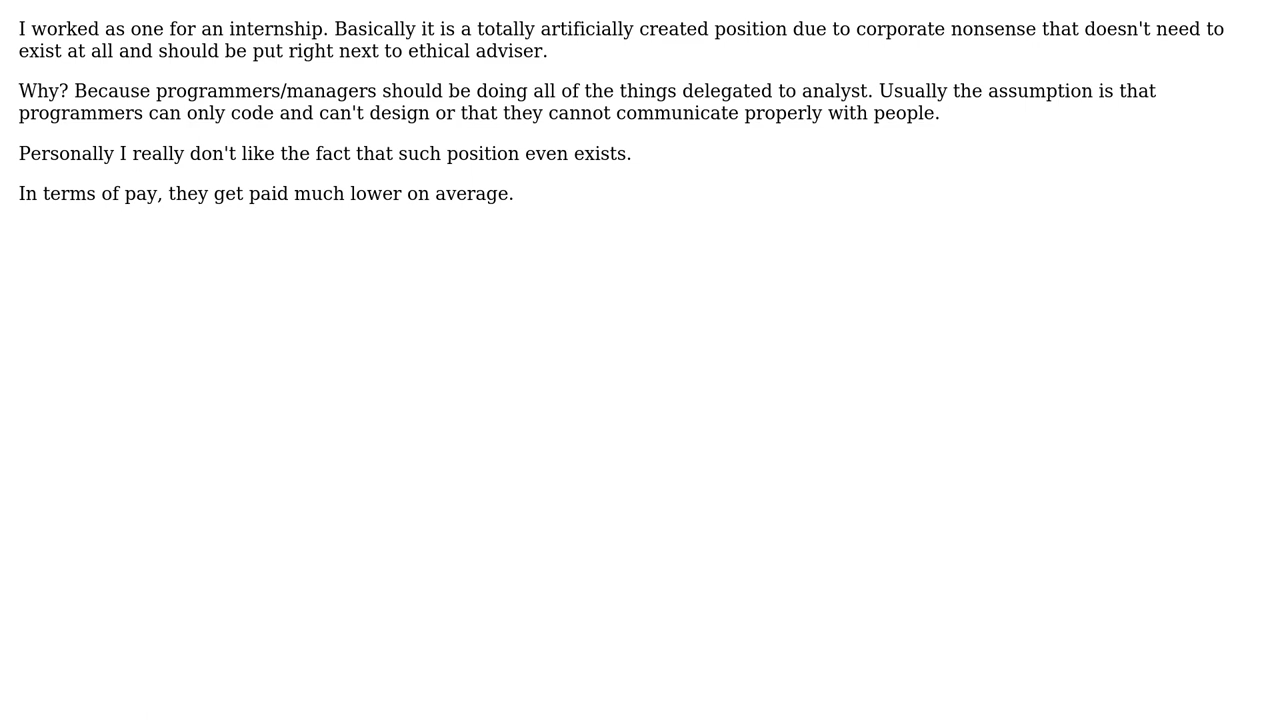 I worked as one for an internship. Basically it is a totally artificially created position due to corporate nonsense that doesn't need to
exist at all and should be put right next to ethical adviser.
Why? Because programmers/managers should be doing all of the things delegated to analyst. Usually the assumption is that
programmers can only code and can't design or that they cannot communicate properly with people.
Personally I really don't like the fact that such position even exists.
In terms of pay, they get paid much lower on average.